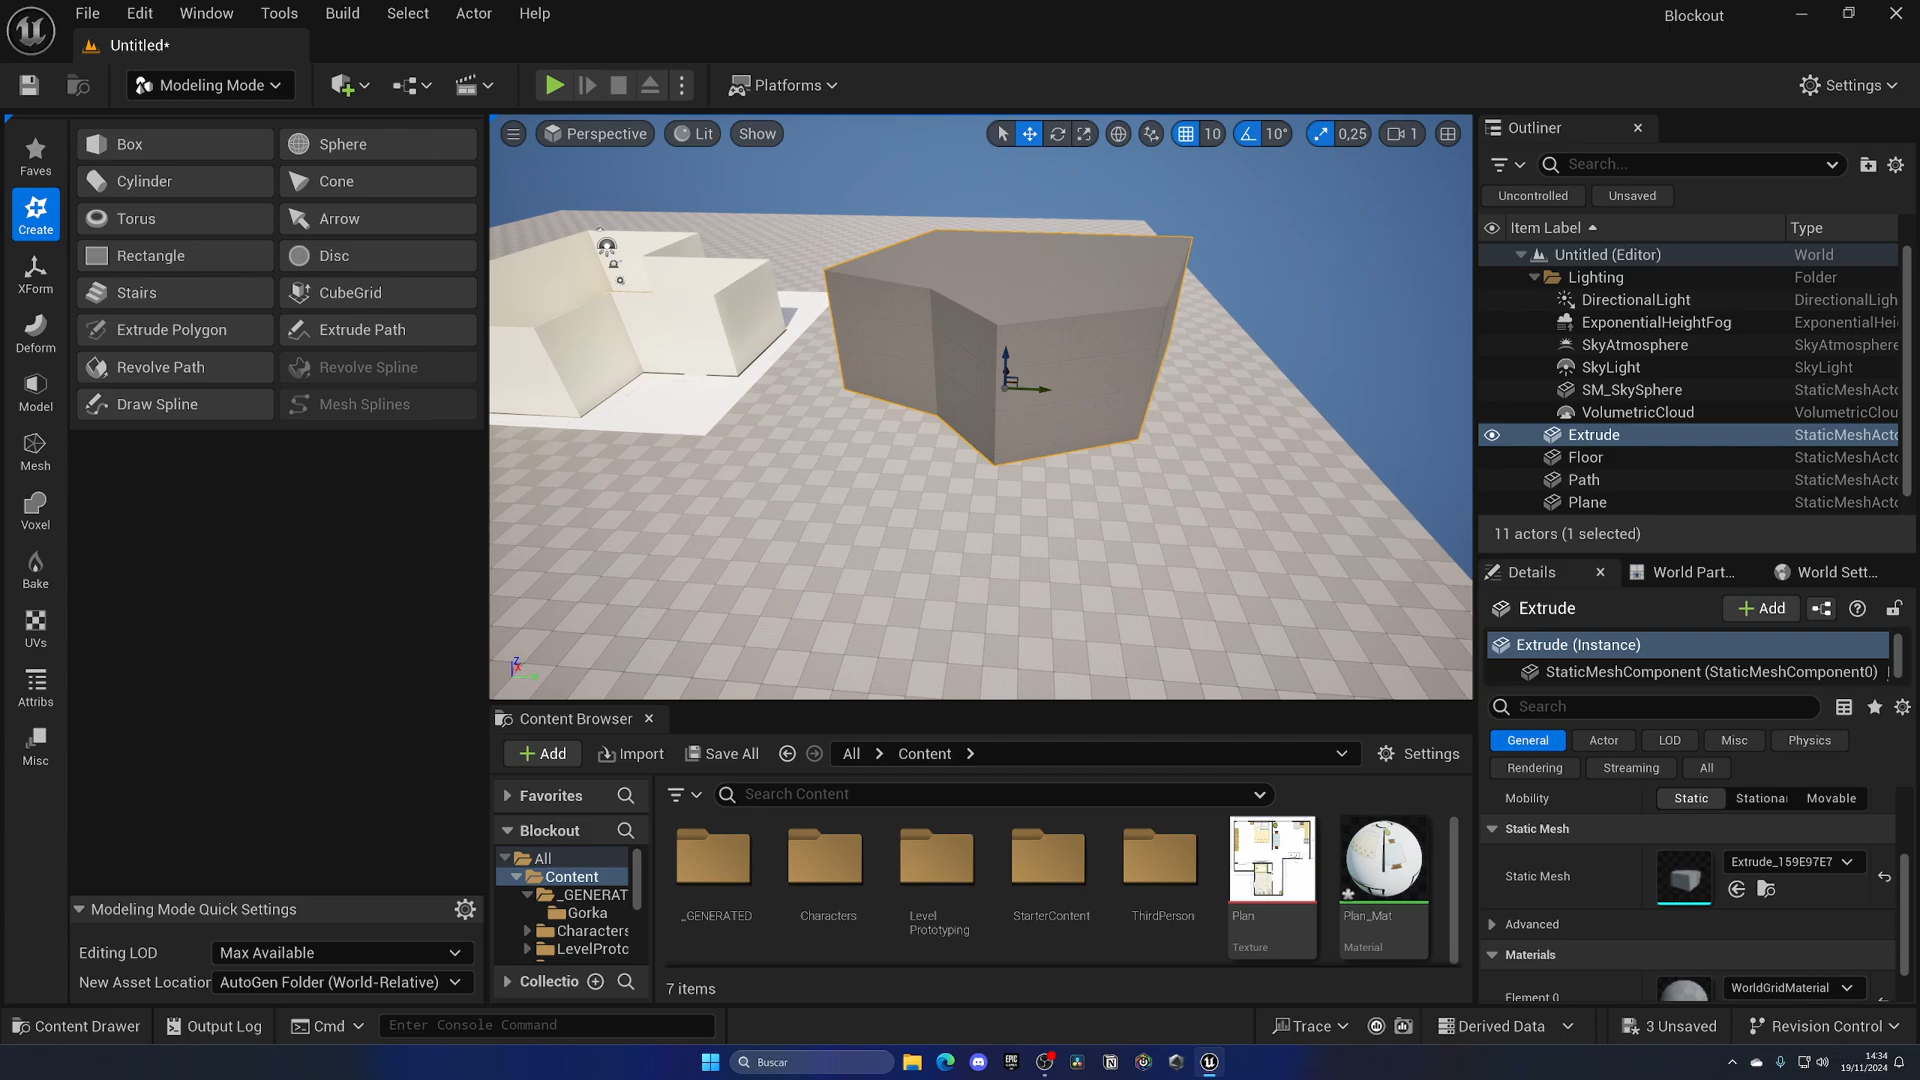 File Edit Window Tools Build Select Actor Help
Blockout
Untitled*
Modeling Mode
Platforms
Settings
Faves
Create
XForm
Deform
Model
Mesh
Voxel
Bake
UVs
Attribs
Misc
Box Sphere
Cylinder Cone
Torus Arrow
Rectangle Disc
Stairs CubeGrid
Extrude Polygon Extrude Path
Revolve Path Revolve Spline
Draw Spline Mesh Splines
Modeling Mode Quick Settings
Editing LOD Max Available
New Asset Location AutoGen Folder (World-Relative)
Perspective Lit Show
10 10° 0,25 1
Z
X
Outliner
Search...
Uncontrolled Unsaved
Item Label Type
Untitled (Editor) World
Lighting Folder
DirectionalLight DirectionalLigh
ExponentialHeightFog ExponentialHei
SkyAtmosphere SkyAtmosphere
SkyLight SkyLight
SM_SkySphere StaticMeshActo
VolumetricCloud VolumetricClou
Extrude StaticMeshActo
Floor StaticMeshActo
Path StaticMeshActo
Plane StaticMeshActo
11 actors (1 selected)
Details World Part... World Sett...
Extrude
Add
Extrude (Instance)
StaticMeshComponent (StaticMeshComponent0)
Search
General Actor LOD Misc Physics
Rendering Streaming All
Mobility Static Stationa Movable
Static Mesh
Static Mesh Extrude_159E97E7
Advanced
Materials
Element 0 WorldGridMaterial
Content Browser
Add Import Save All All Content Settings
Favorites
Blockout
All
Content
_GENERAT
Gorka
Characters
LevelProto
Collectio
Search Content
_GENERATED
Characters
Level
Prototyping
StarterContent
ThirdPerson
Plan
Texture
Plan_Mat
Material
7 items
Content Drawer Output Log Cmd Enter Console Command
Trace Derived Data 3 Unsaved Revision Control
Buscar
EPIC
14:34
19/11/2024